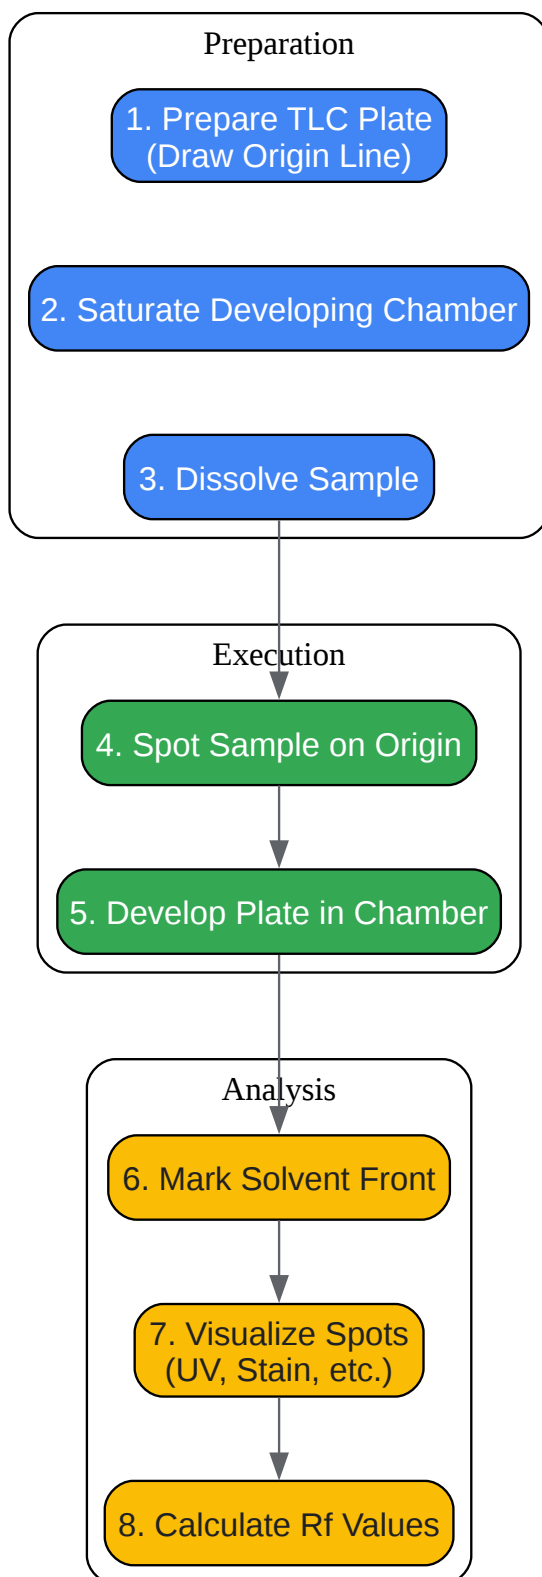 Preparation
1. Prepare TLC Plate
(Draw Origin Line)
2. Saturate Developing Chamber
3. Dissolve Sample
Execution
4. Spot Sample on Origin
5. Develop Plate in Chamber
Analysis
6. Mark Solvent Front
7. Visualize Spots
(UV, Stain, etc.)
8. Calculate Rf Values